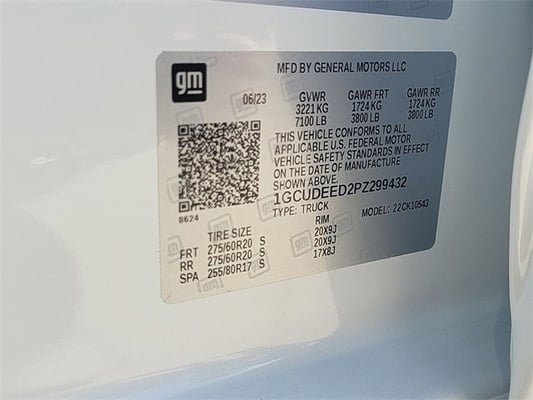 gm
MFD BY GENERAL MOTORS LLC
06/23 GVWR GAWR FRT GAWR RR
3221 KG 1724 KG 1724 KG
7100 LB 3800 LB 3800 LB
THIS VEHICLE CONFORMS TO ALL
APPLICABLE U.S. FEDERAL MOTOR
VEHICLE SAFETY STANDARDS IN EFFECT
ON THE DATE OF MANUFACTURE
SHOWN ABOVE.
1GCUDEED2PZ299432
8624
TYPE: TRUCK MODEL: 22CK10543
TIRE SIZE RIM
FRT 275/60R20 S 20X9J
RR 275/60R20 S 20X9J
SPA 255/80R17 S 17X8J